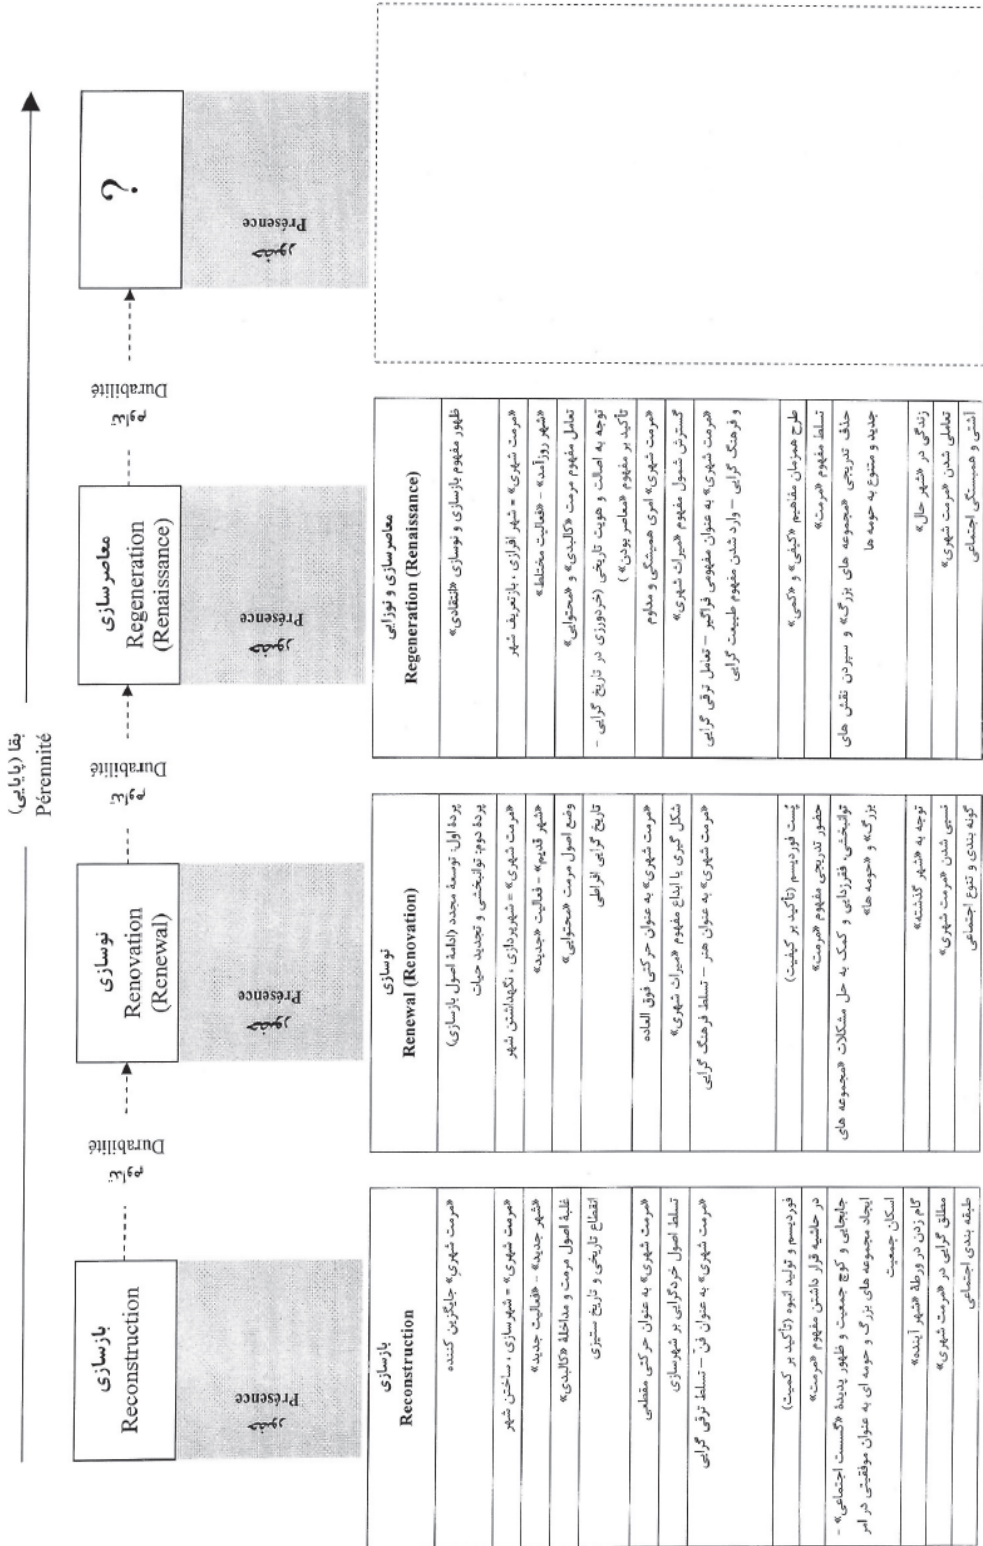 بقا (پایایی)
Pérennité
بازسازی
Reconstruction
حضور
Présence
تداوم
Durabilité
نوسازی
Renovation
(Renewal)
حضور
Présence
تداوم
Durabilité
معاصرسازی
Regeneration
(Renaissance)
حضور
Présence
تداوم
Durabilité
?
حضور
Présence
بازسازی
Reconstruction
«مرمت شهری» جایگزین کننده
«مرمت شهری» = شهرسازی ، ساختن شهر
«شهر جدید» - «فعالیت جدید»
غلبهٔ اصول مرمت و مداخلهٔ «کالبدی»
انقطاع تاریخی و تاریخ ستیزی
«مرمت شهری» به عنوان حرکتی مقطعی
تسلط اصول خردگرایی بر شهرسازی
«مرمت شهری» به عنوان فنّ – تسلط ترقی گرایی
فوردیسم و تولید انبوه (تأکید بر کمیت)
در حاشیه قرار داشتن مفهوم «مرمت»
جابجایی و کوچ جمعیت و ظهور پدیدهٔ «گسست اجتماعی» -
ایجاد مجموعه های بزرگ و حومه ای به عنوان موفقیتی در امر
اسکان جمعیت
گام زدن در ورطهٔ «شهر آینده»
مطلق گرایی در «مرمت شهری»
طبقه بندی اجتماعی
نوسازی
Renewal (Renovation)
پردهٔ اول: توسعهٔ مجدد (ادامهٔ اصول بازسازی)
پردهٔ دوم: توانبخشی و تجدید حیات
«مرمت شهری» = شهرپردازی ، نگهداشتن شهر
«شهر قدیم» - فعالیت «جدید»
وضع اصول مرمت «محتوایی»
تاریخ گرایی افراطی
«مرمت شهری» به عنوان حرکتی فوق العاده
شکل گیری یا ابداع مفهوم «میراث شهری»
«مرمت شهری» به عنوان هنر – تسلط فرهنگ گرایی
پُست فوردیسم (تأکید بر کیفیت)
حضور تدریجی مفهوم «مرمت»
توانبخشی، فقرزدایی و کمک به حل مشکلات «مجموعه های
بزرگ» و «حومه ها»
توجه به «شهر گذشته»
نسبی شدن «مرمت شهری»
گونه بندی و تنوع اجتماعی
معاصرسازی و نوزایی
Regeneration (Renaissance)
ظهور مفهوم بازسازی و نوسازی «انتقادی»
«مرمت شهری» = شهر افرازی ، بازتعریف شهر
«شهر روزآمد» - «فعالیت مختلط»
تعامل مفهوم مرمت «کالبدی» و «محتوایی»
توجه به اصالت و هویت تاریخی (خردورزی در تاریخ گرایی -
تأکید بر مفهوم «معاصر بودن» )
«مرمت شهری» امری همیشگی و مداوم
گسترش شمول مفهوم «میراث شهری»
«مرمت شهری» به عنوان مفهومی فراگیر – تعامل ترقی گرایی
و فرهنگ گرایی – وارد شدن مفهوم طبیعت گرایی
طرح همزمان مفاهیم «کیفی» و «کمی»
تسلط مفهوم «مرمت»
حذف تدریجی «مجموعه های بزرگ» و سپردن نقش های
جدید و متنوع به حومه ها
زندگی در «شهر حال»
تعاملی شدن «مرمت شهری»
آشتی و همبستگی اجتماعی